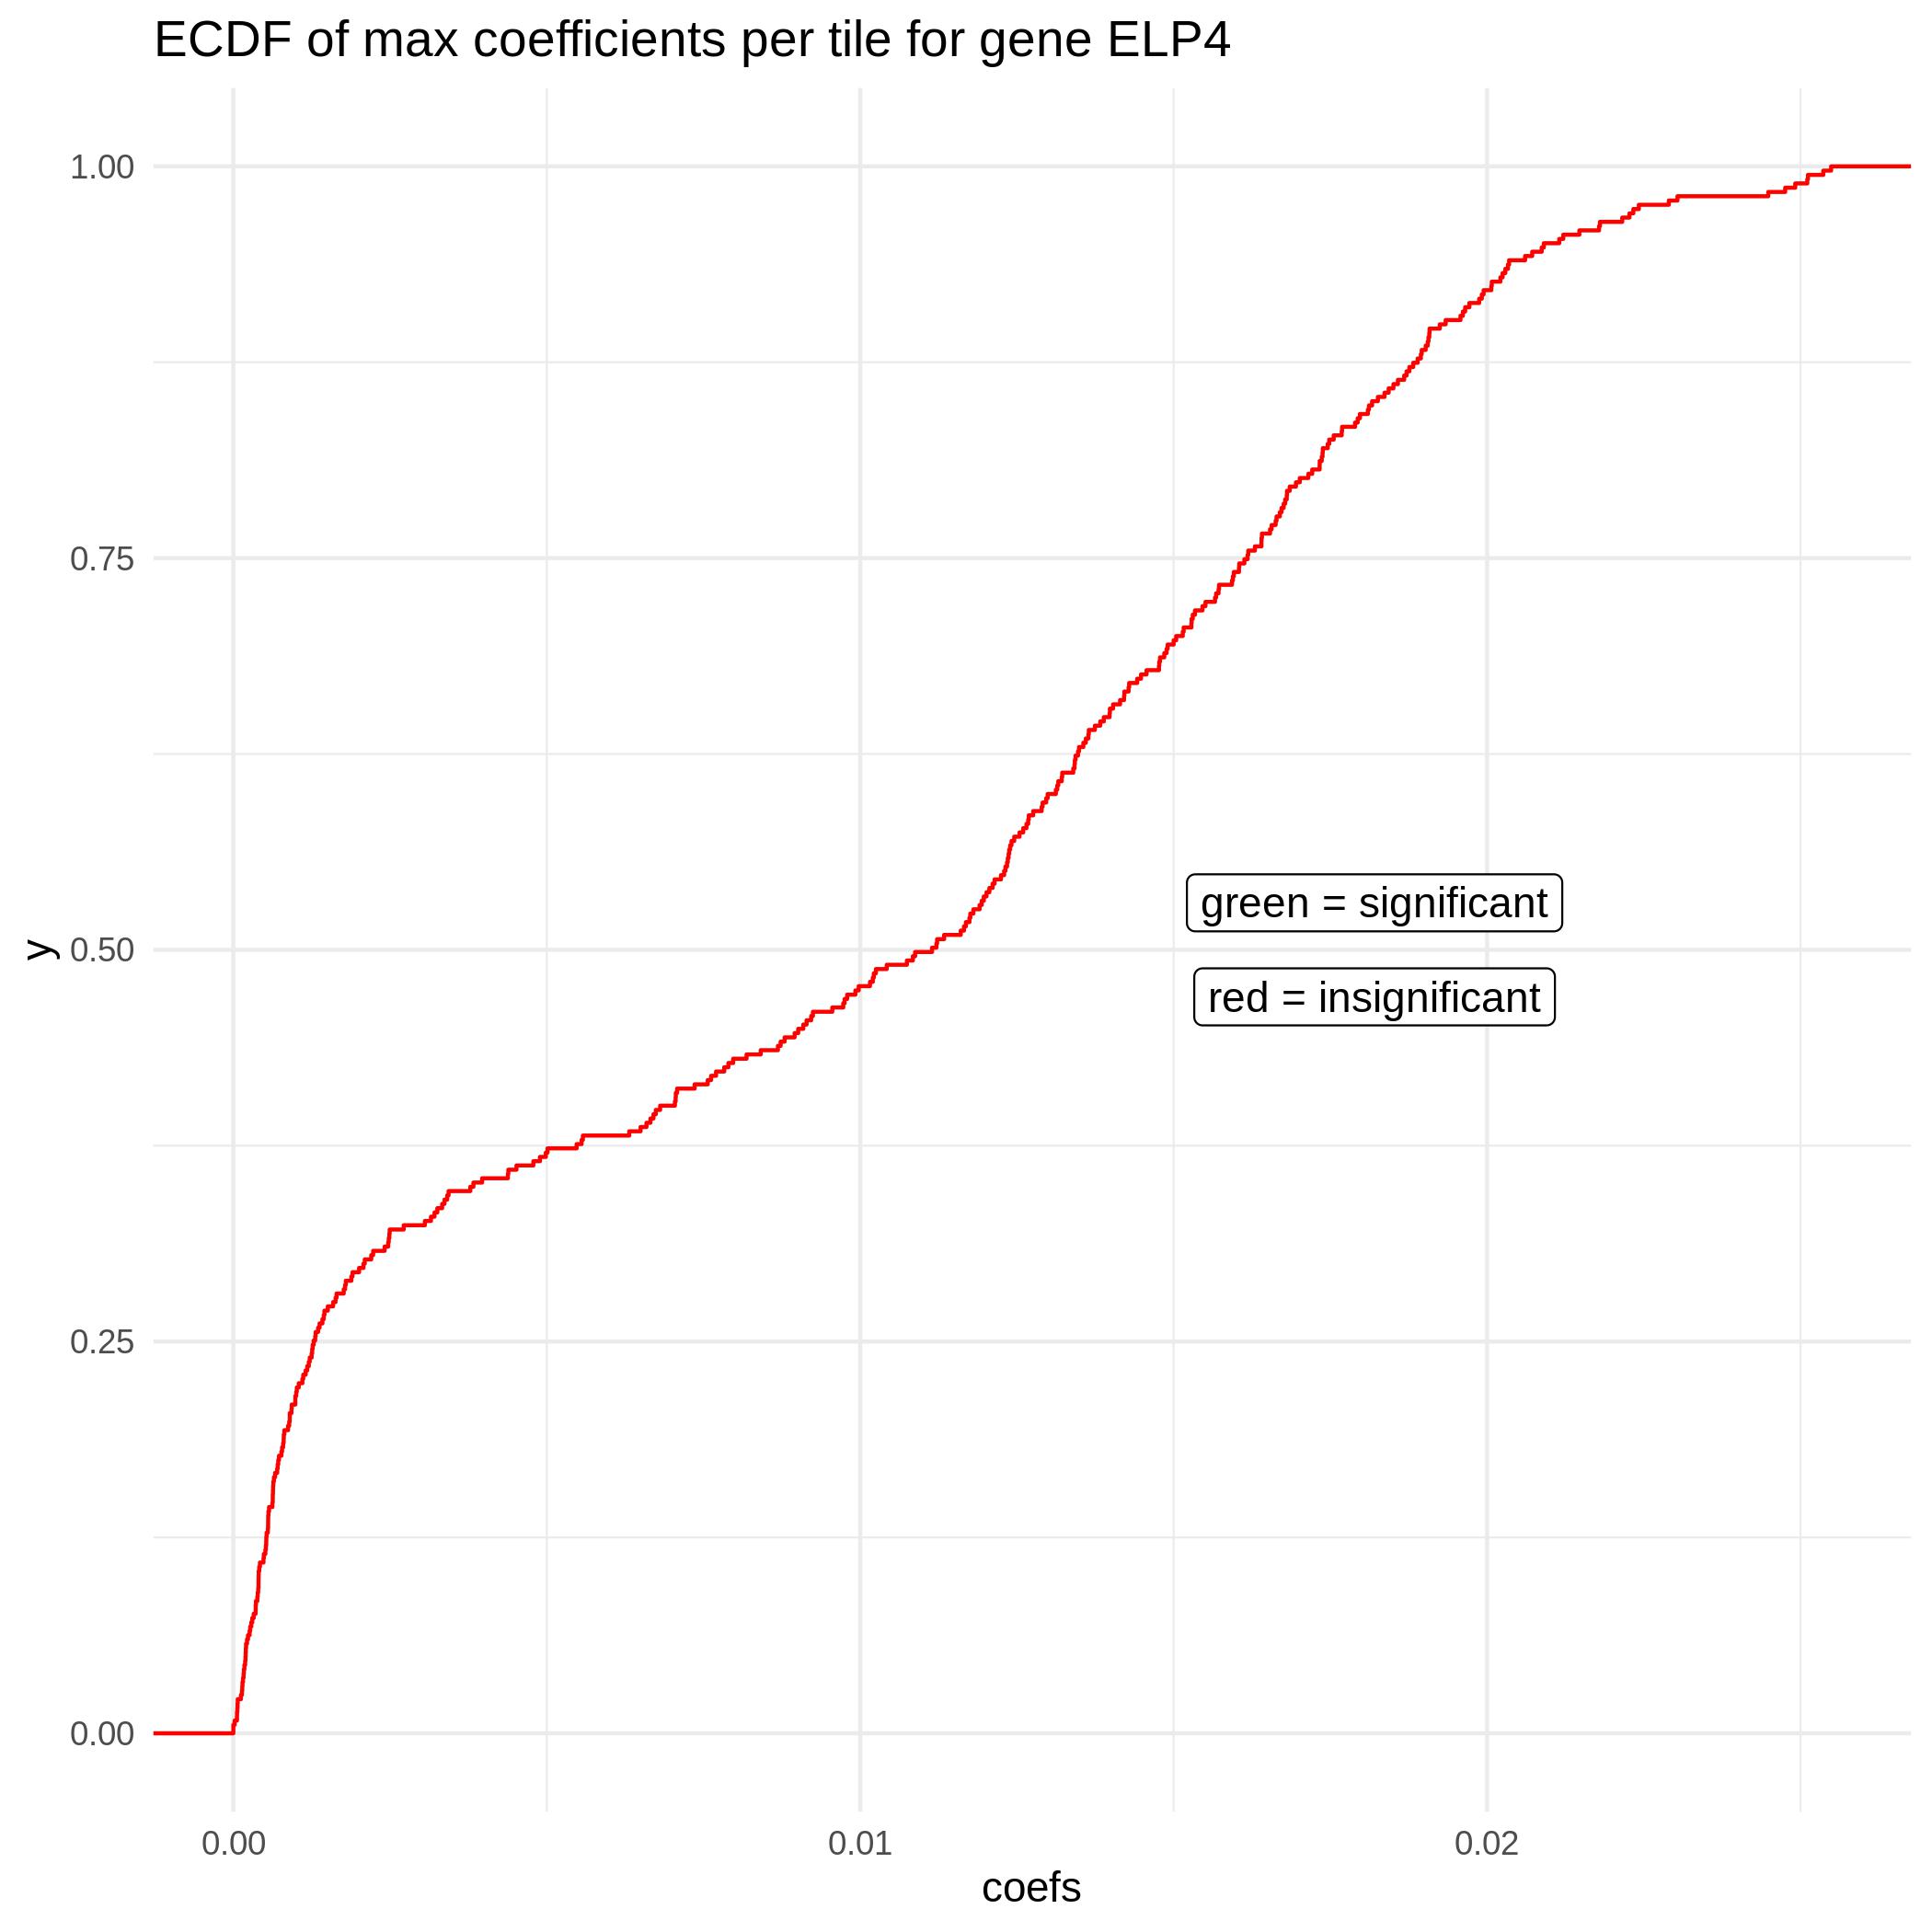 ECDF of max coefficients per tile for gene ELP4
1.00
0.75
0.50
0.25
0.00
y
green = significant
red = insignificant
0.00
0.01
0.02
coefs